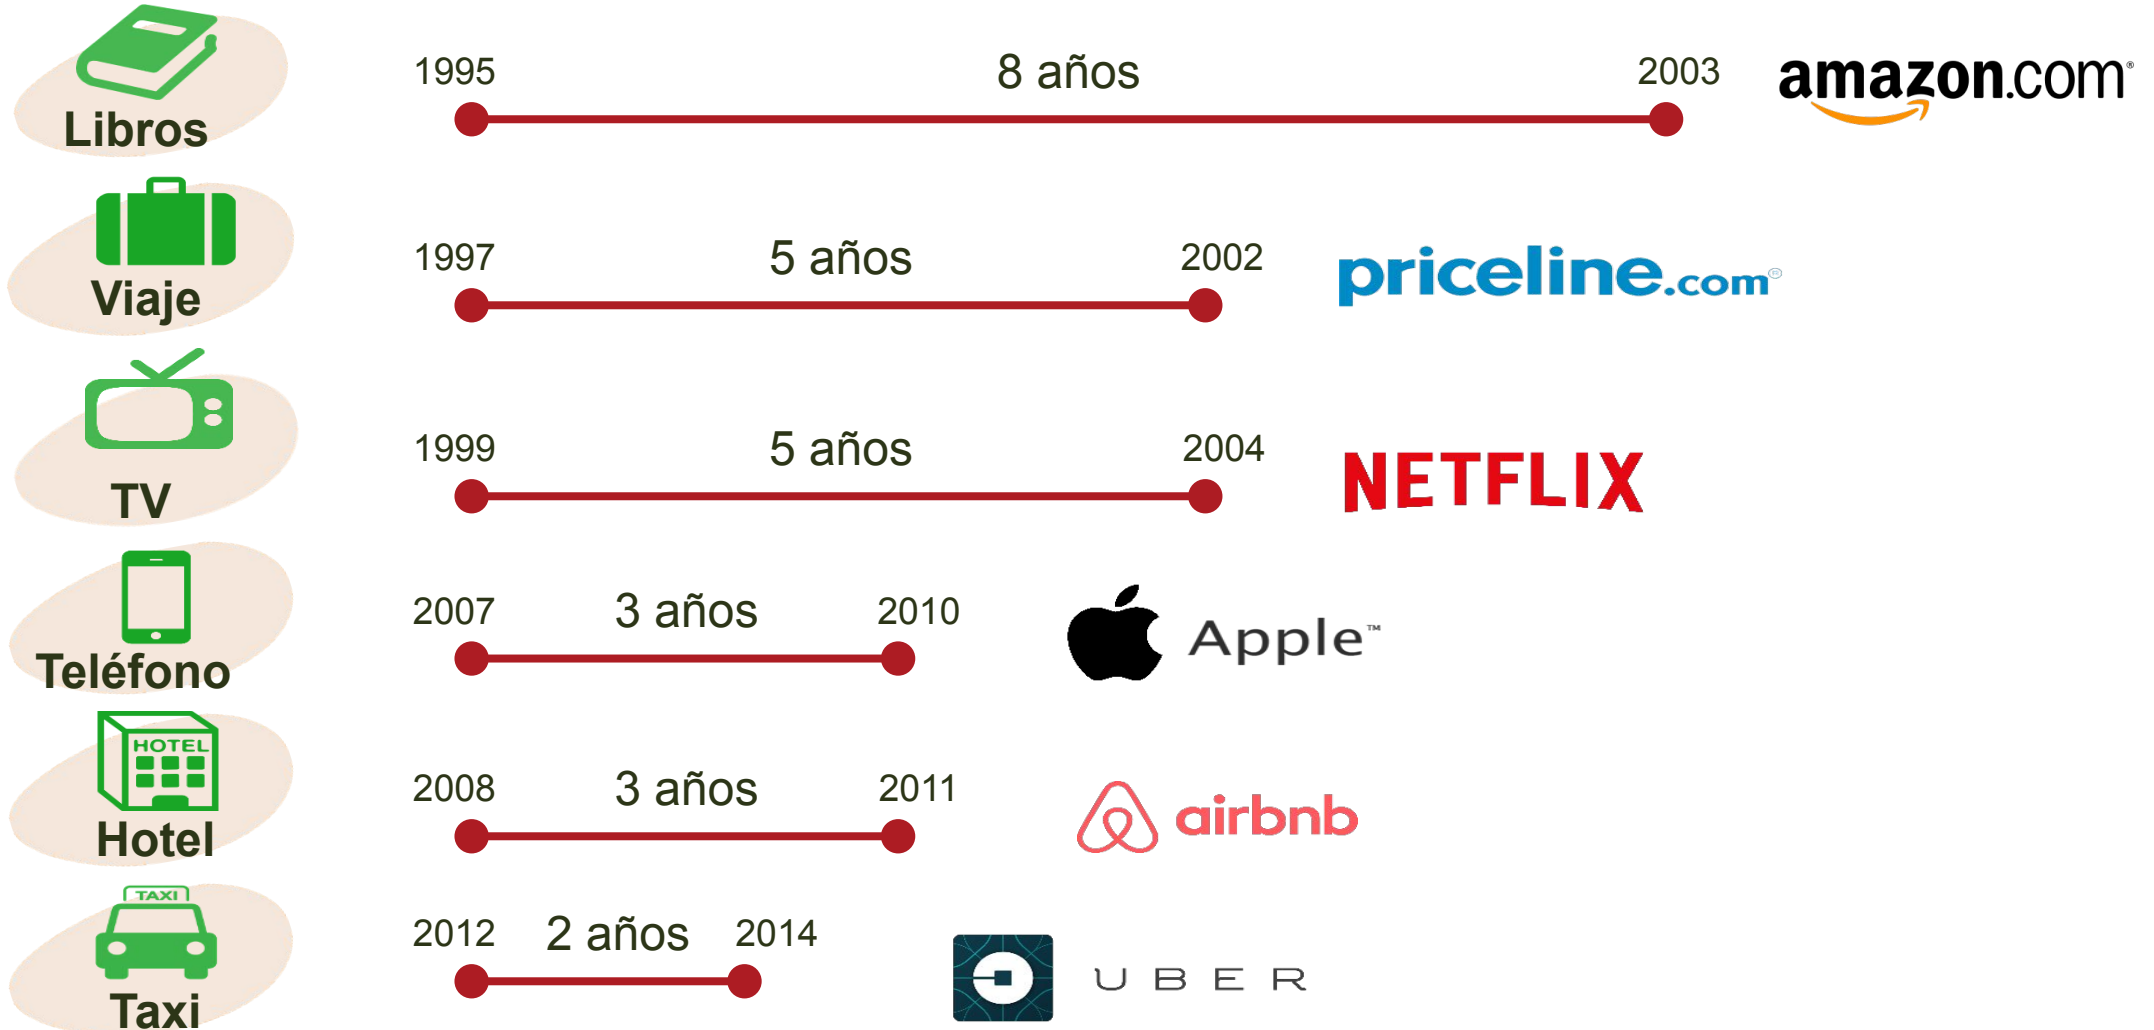 Libros
1995
8 años
2003
amazon.com®
Viaje
1997
5 años
2002
priceline.com®
TV
1999
5 años
2004
NETFLIX
Teléfono
2007
3 años
2010
Apple™
HOTEL
Hotel
2008
3 años
2011
airbnb
TAXI
Taxi
2012
2 años
2014
UBER